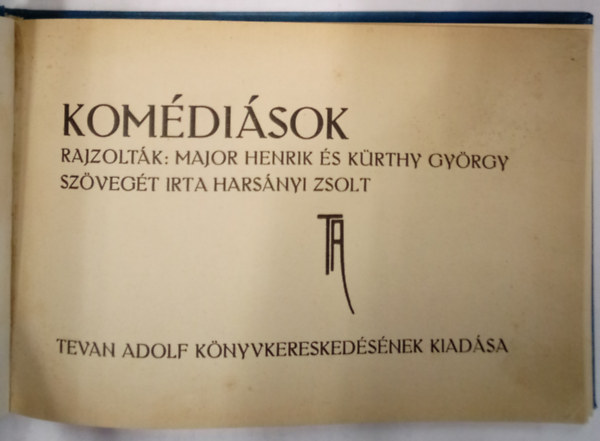 KOMÉDIÁSOK
RAJZOLTÁK: MAJOR HENRIK ÉS KÜRTHY GYÖRGY
SZÖVEGÉT IRTA HARSÁNYI ZSOLT
TA
TEVAN ADOLF KÖNYVKERESKEDÉSÉNEK KIADÁSA